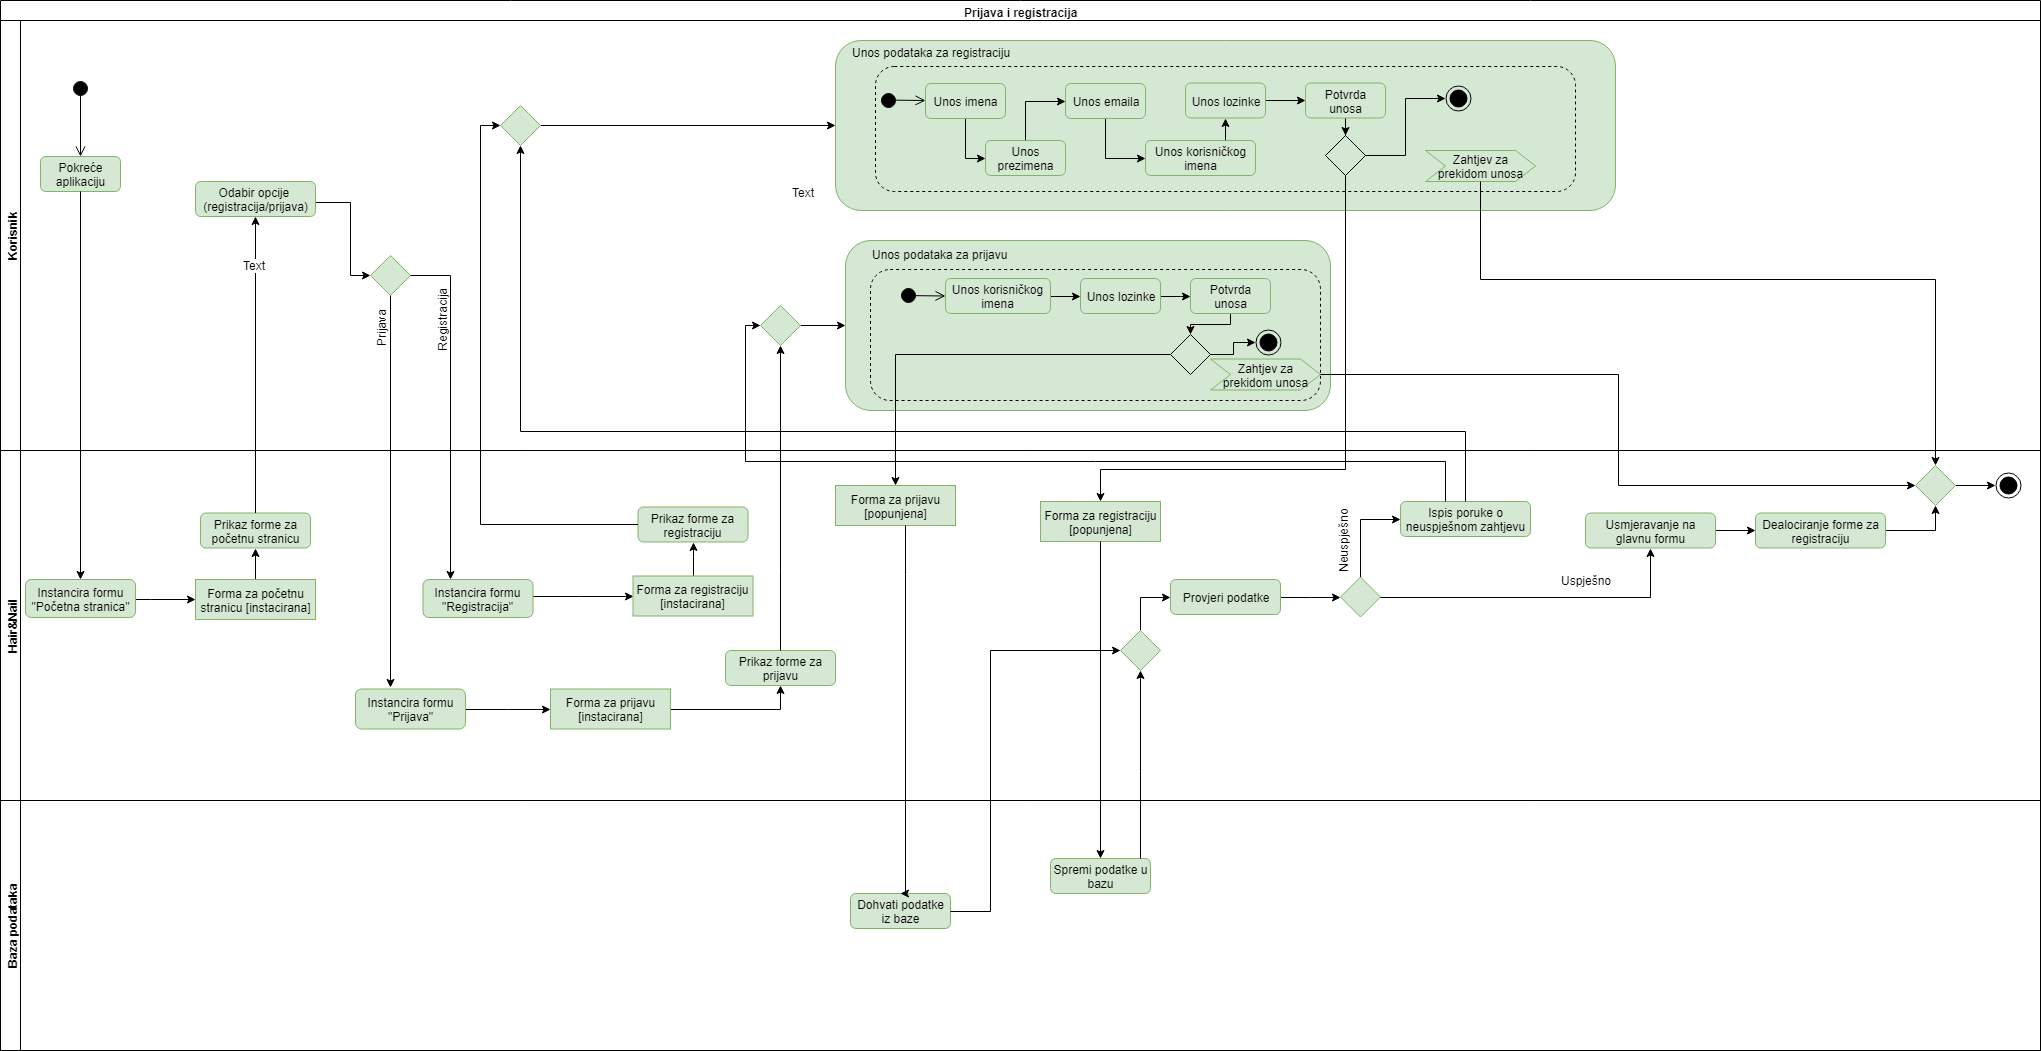 Prijava i registracija
Korisnik
Pokreće
aplikaciju
Odabir opcije
(registracija/prijava)
Text
Prijava
Registracija
Unos podataka za registraciju
Unos imena
Unos
prezimena
Unos emaila
Unos korisničkog
imena
Unos lozinke
Potvrda
unosa
Zahtjev za
prekidom unosa
Text
Unos podataka za prijavu
Unos korisničkog
imena
Unos lozinke
Potvrda
unosa
Zahtjev za
prekidom unosa
Hair&Nail
Instancira formu
"Početna stranica"
Forma za početnu
stranicu [instacirana]
Prikaz forme za
početnu stranicu
Instancira formu
"Registracija"
Forma za registraciju
[instacirana]
Prikaz forme za
registraciju
Instancira formu
"Prijava"
Forma za prijavu
[instacirana]
Prikaz forme za
prijavu
Forma za prijavu
[popunjena]
Forma za registraciju
[popunjena]
Provjeri podatke
Neuspješno
Ispis poruke o
neuspješnom zahtjevu
Uspješno
Usmjeravanje na
glavnu formu
Dealociranje forme za
registraciju
Baza podataka
Dohvati podatke
iz baze
Spremi podatke u
bazu